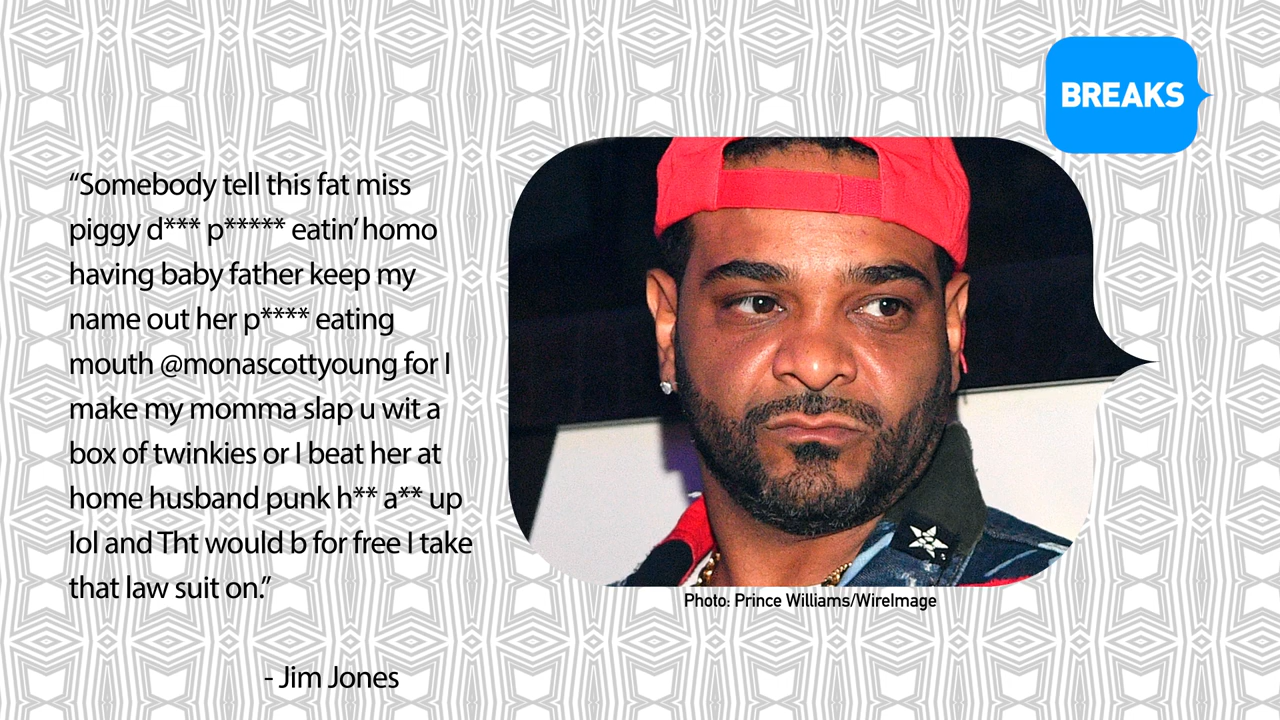 BREAKS
“Somebody tell this fat miss
piggy d*** p***** eatin’ homo
having baby father keep my
name out her p**** eating
mouth @monascottyoung for I
make my momma slap u wit a
box of twinkies or I beat her at
home husband punk h** a** up
lol and Tht would b for free I take
that law suit on.”
- Jim Jones
Photo: Prince Williams/WireImage